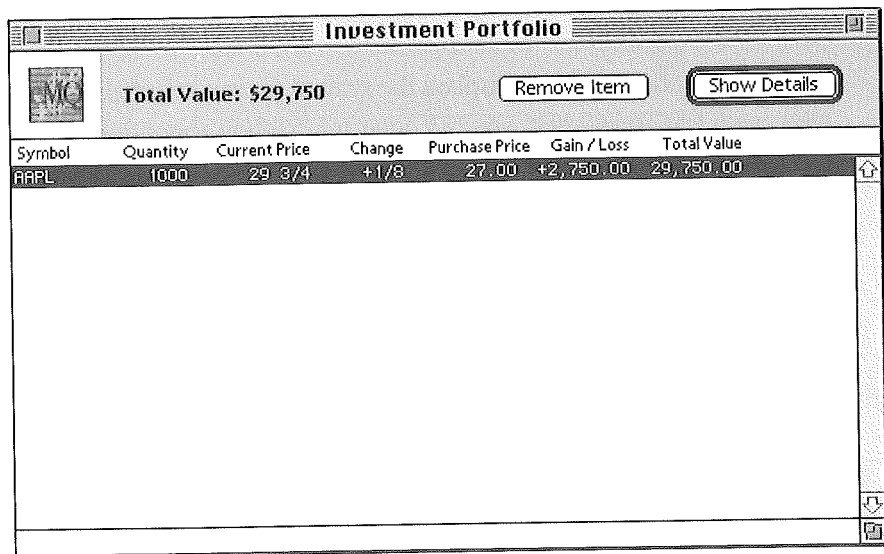 Investment Portfolio
MQ
Total Value: $29,750
Remove Item
Show Details
Symbol Quantity Current Price Change Purchase Price Gain / Loss Total Value
AAPL 1000 29 3/4 +1/8 27.00 +2,750.00 29,750.00